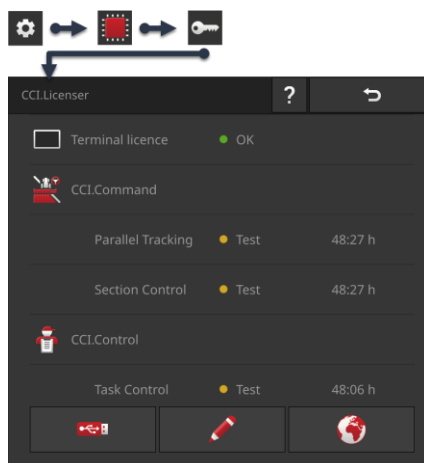 CCI.Licenser ?
Terminal licence OK
CCI.Command
Parallel Tracking Test 48:27 h
Section Control Test 48:27 h
CCI.Control
Task Control Test 48:06 h